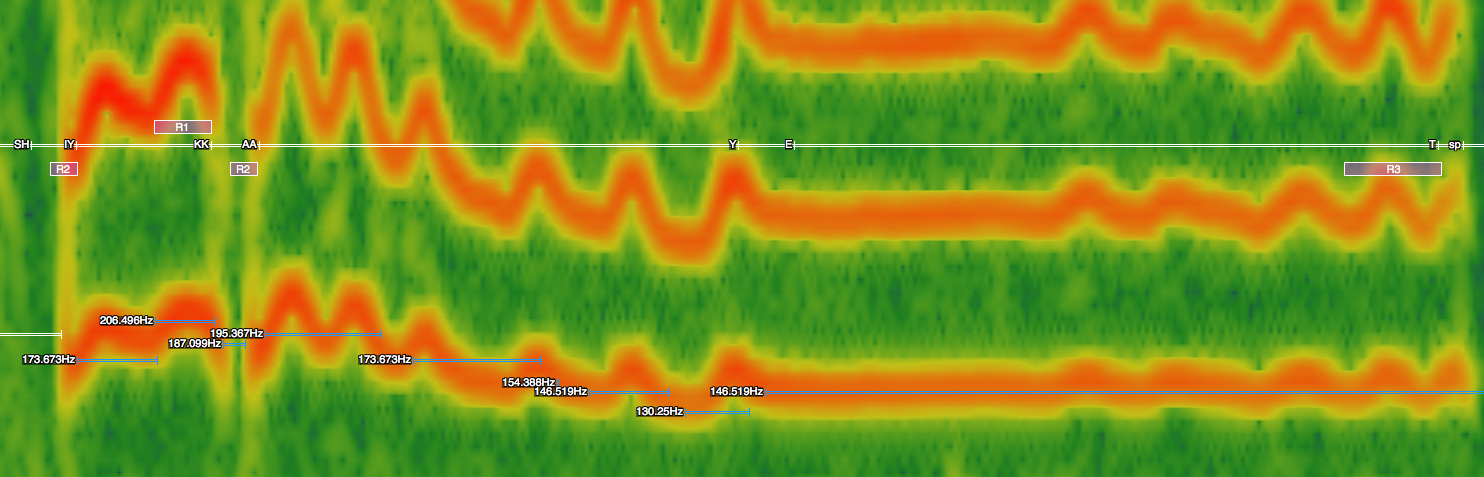 R1
SH IY KK AA Y E T sp
R2 R2 R3
206.496Hz
195.367Hz
187.099Hz
173.673Hz 173.673Hz
154.388Hz
146.519Hz 146.519Hz
130.25Hz